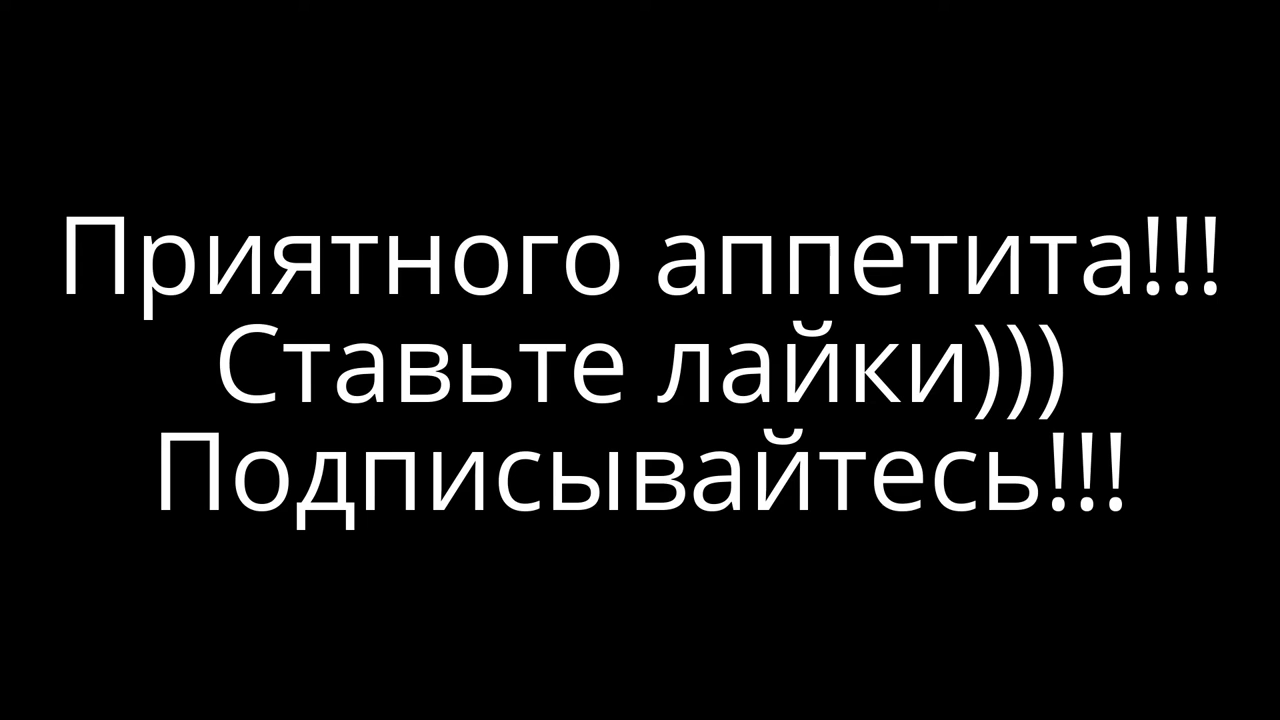 Приятного аппетита!!!
Ставьте лайки)))
Подписывайтесь!!!